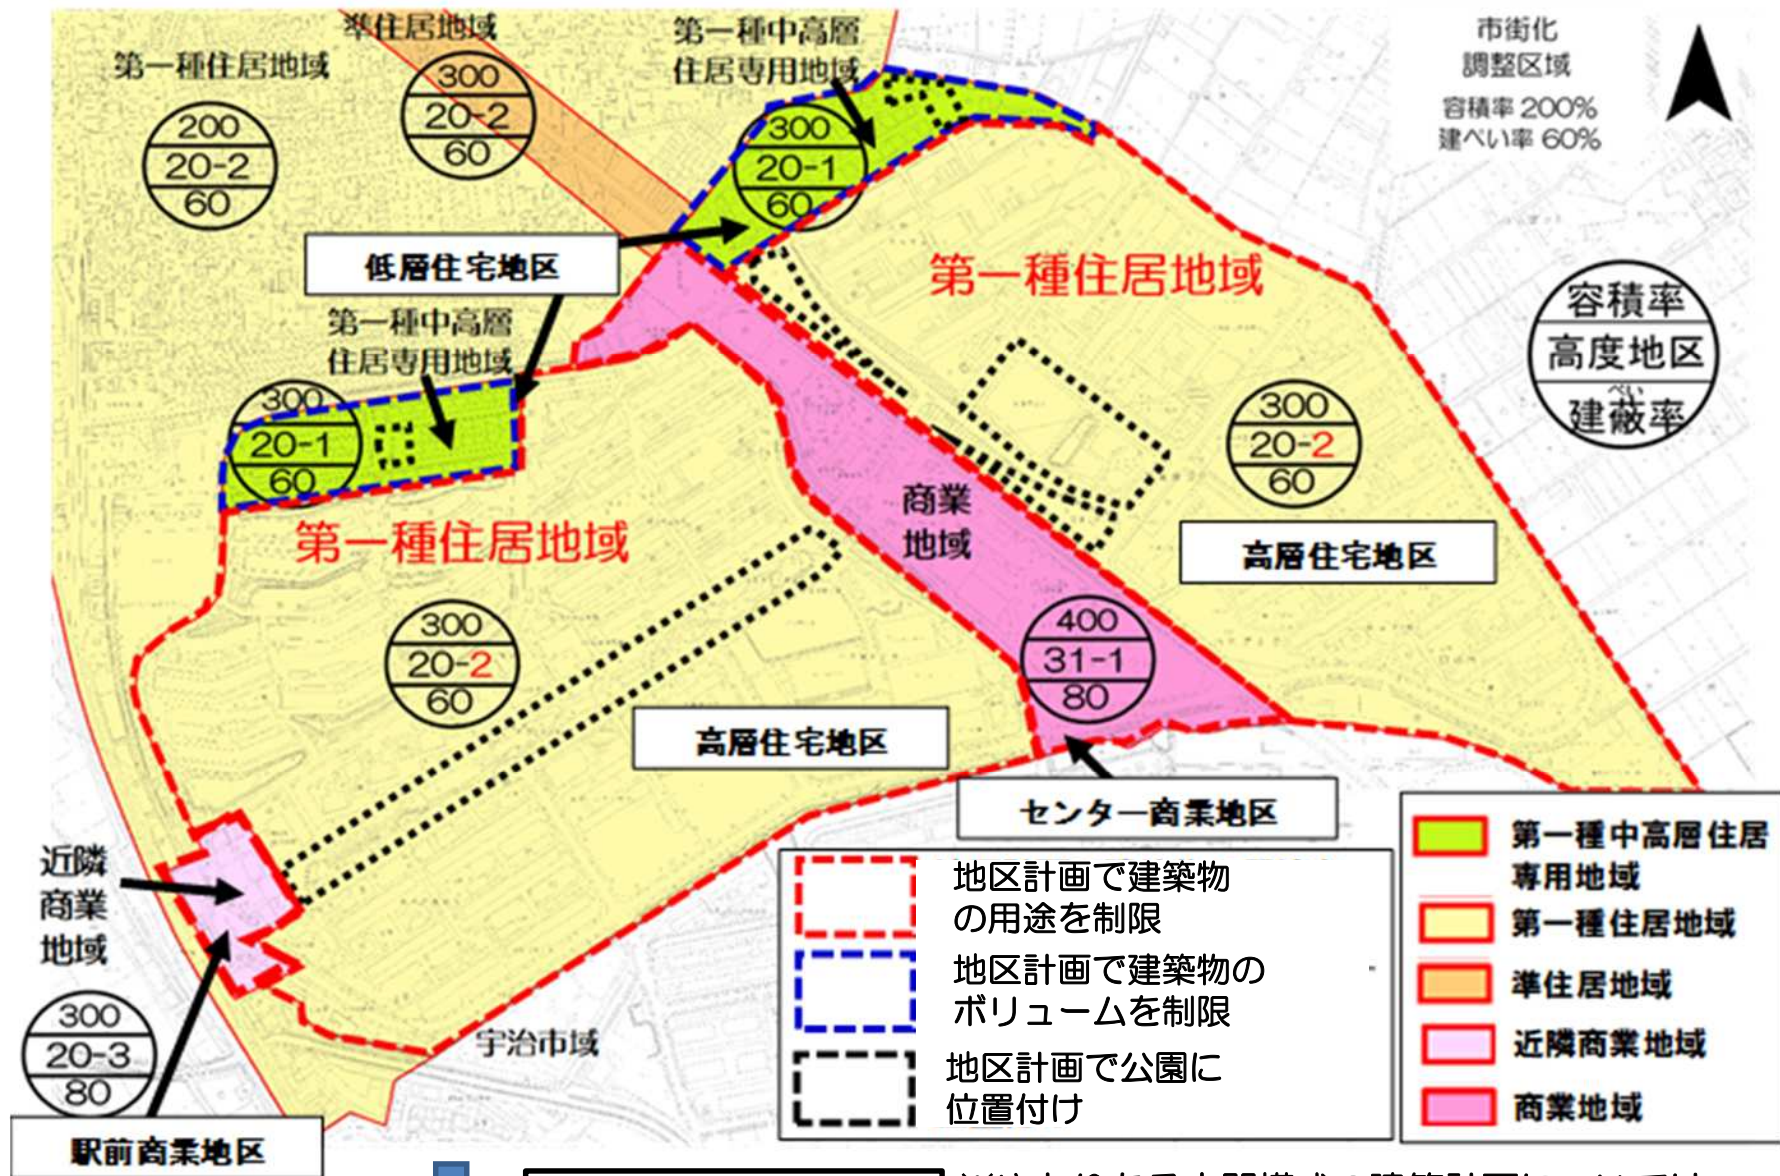 準住居地域
第一種住居地域
200
20-2
60
300
20-2
60
第一種中高層
住居専用地域
300
20-1
60
市街化
調整区域
容積率 200%
建ぺい率 60%
低層住宅地区
第一種住居地域
容積率
高度地区
ぺい
建蔽率
第一種中高層
住居専用地域
300
20-1
60
300
20-2
60
商業
地域
高層住宅地区
第一種住居地域
300
20-2
60
400
31-1
80
高層住宅地区
センター商業地区
近隣
商業
地域
300
20-3
80
駅前商業地区
宇治市域
地区計画で建築物
の用途を制限
地区計画で建築物の
ボリュームを制限
地区計画で公園に
位置付け
第一種中高層住居
専用地域
第一種住居地域
準住居地域
近隣商業地域
商業地域